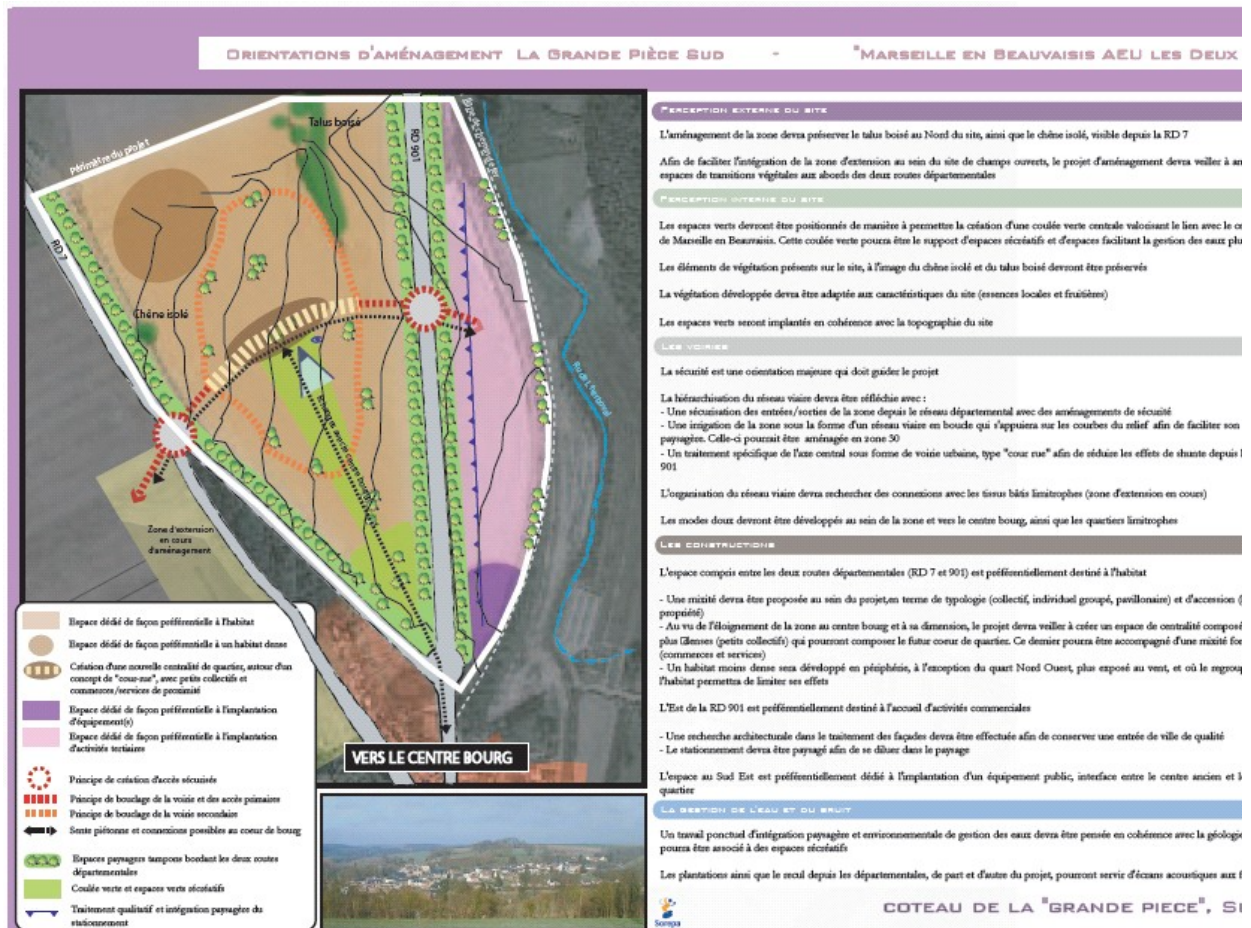 ORIENTATIONS D'AMÉNAGEMENT LA GRANDE PIÈCE SUD - "MARSEILLE EN BEAUVAISIS AEU LES DEUX
Périmètre du projet
Talus boisé
RD 901
RD 7
Chêne isolé
Zone d'extension
en cours
d'aménagement
VERS LE CENTRE BOURG
Espace dédié de façon préférentielle à l'habitat
Espace dédié de façon préférentielle à un habitat dense
Création d'une nouvelle centralité de quartier, autour d'un
concept de "cour-rue", avec petits collectifs et
commerces/services de proximité
Espace dédié de façon préférentielle à l'implantation
d'équipement(s)
Espace dédié de façon préférentielle à l'implantation
d'activités tertiaires
Principe de création d'accès sécurisés
Principe de bouclage de la voirie et des accès primaires
Principe de bouclage de la voirie secondaire
Sente piétonne et connexions possibles au coeur de bourg
Espaces paysagers tampons bordant les deux routes
départementales
Coulée verte et espaces verts récréatifs
Traitement qualitatif et intégration paysagère du
stationnement
PERCEPTION EXTERNE DU SITE
L'aménagement de la zone devra préserver le talus boisé au Nord du site, ainsi que le chêne isolé, visible depuis la RD 7
Afin de faciliter l'intégration de la zone d'extension au sein du site de champs ouverts, le projet d'aménagement devra veiller à am
espaces de transitions végétales aux abords des deux routes départementales
PERCEPTION INTERNE DU SITE
Les espaces verts devront être positionnés de manière à permettre la création d'une coulée verte centrale valorisant le lien avec le ce
de Marseille en Beauvaisis. Cette coulée verte pourra être le support d'espaces récréatifs et d'espaces facilitant la gestion des eaux plu
Les éléments de végétation présents sur le site, à l'image du chêne isolé et du talus boisé devront être préservés
La végétation développée devra être adaptée aux caractéristiques du site (essences locales et fruitières)
Les espaces verts seront implantés en cohérence avec la topographie du site
LES VOIRIES
La sécurité est une orientation majeure qui doit guider le projet
La hiérarchisation du réseau viaire devra être réfléchie avec :
- Une sécurisation des entrées/sorties de la zone depuis le réseau départemental avec des aménagements de sécurité
- Une irrigation de la zone sous la forme d'un réseau viaire en boucle qui s'appuiera sur les courbes du relief afin de faciliter son
paysagère. Celle-ci pourrait être aménagée en zone 30
- Un traitement spécifique de l'axe central sous forme de voirie urbaine, type "cour rue" afin de réduire les effets de shunte depuis l
901
L'organisation du réseau viaire devra rechercher des connexions avec les tissus bâtis limitrophes (zone d'extension en cours)
Les modes doux devront être développés au sein de la zone et vers le centre bourg, ainsi que les quartiers limitrophes
LES CONSTRUCTIONS
L'espace compris entre les deux routes départementales (RD 7 et 901) est préférentiellement destiné à l'habitat
- Une mixité devra être proposée au sein du projet,en terme de typologie (collectif, individuel groupé, pavillonaire) et d'accession (
propriété)
- Au vu de l'éloignement de la zone au centre bourg et à sa dimension, le projet devra veiller à créer un espace de centralité composé
plus denses (petits collectifs) qui pourront composer le futur coeur de quartier. Ce dernier pourra être accompagné d'une mixité fo
(commerces et services)
- Un habitat moins dense sera développé en périphérie, à l'exception du quart Nord Ouest, plus exposé au vent, et où le regroup
l'habitat permettra de limiter ses effets
L'Est de la RD 901 est préférentiellement destiné à l'accueil d'activités commerciales
- Une recherche architecturale dans le traitement des façades devra être effectuée afin de conserver une entrée de ville de qualité
- Le stationnement devra être paysagé afin de se diluer dans le paysage
L'espace au Sud Est est préférentiellement dédié à l'implantation d'un équipement public, interface entre le centre ancien et le
quartier
LA GESTION DE L'EAU ET DU BRUIT
Un travail ponctuel d'intégration paysagère et environnementale de gestion des eaux devra être pensée en cohérence avec la géologie
pourra être associé à des espaces récréatifs
Les plantations ainsi que le recul depuis les départementales, de part et d'autre du projet, pourront servir d'écrans acoustiques aux f
Sorepa
COTEAU DE LA "GRANDE PIECE", SU